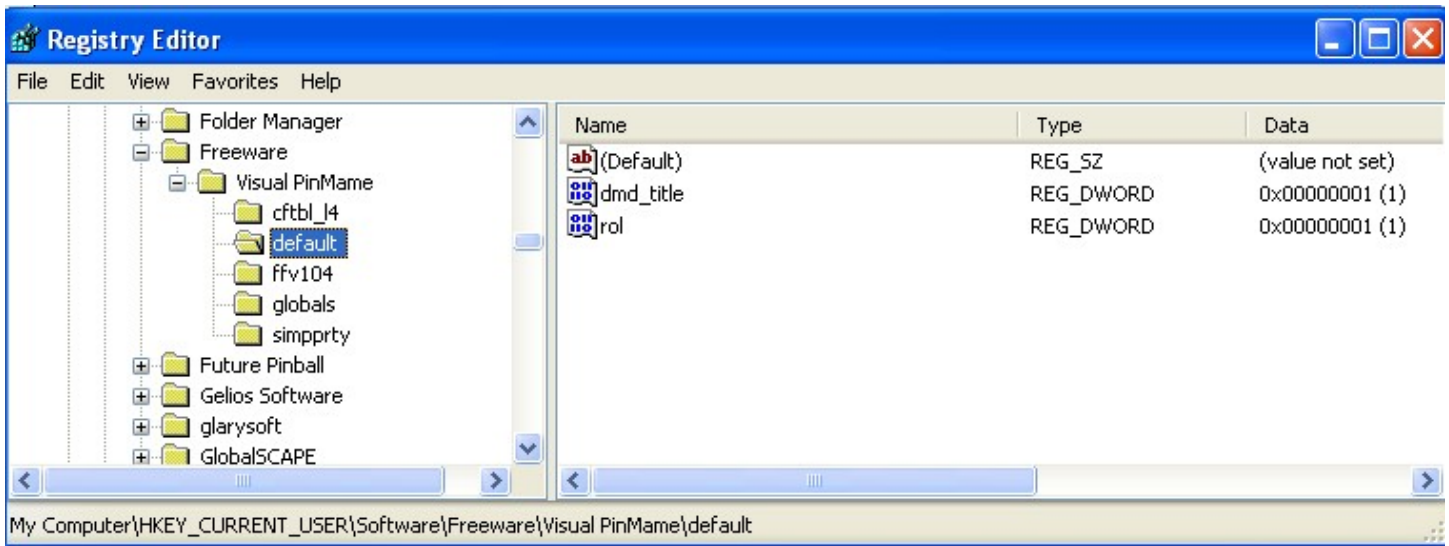 Registry Editor
File Edit View Favorites Help
Folder Manager
Freeware
Visual PinMame
cftbl_l4
default
ffv104
globals
simpprty
Future Pinball
Gelios Software
glarysoft
GlobalSCAPE
Name Type Data
ab (Default) REG_SZ (value not set)
dmd_title REG_DWORD 0x00000001 (1)
rol REG_DWORD 0x00000001 (1)
My Computer\HKEY_CURRENT_USER\Software\Freeware\Visual PinMame\default